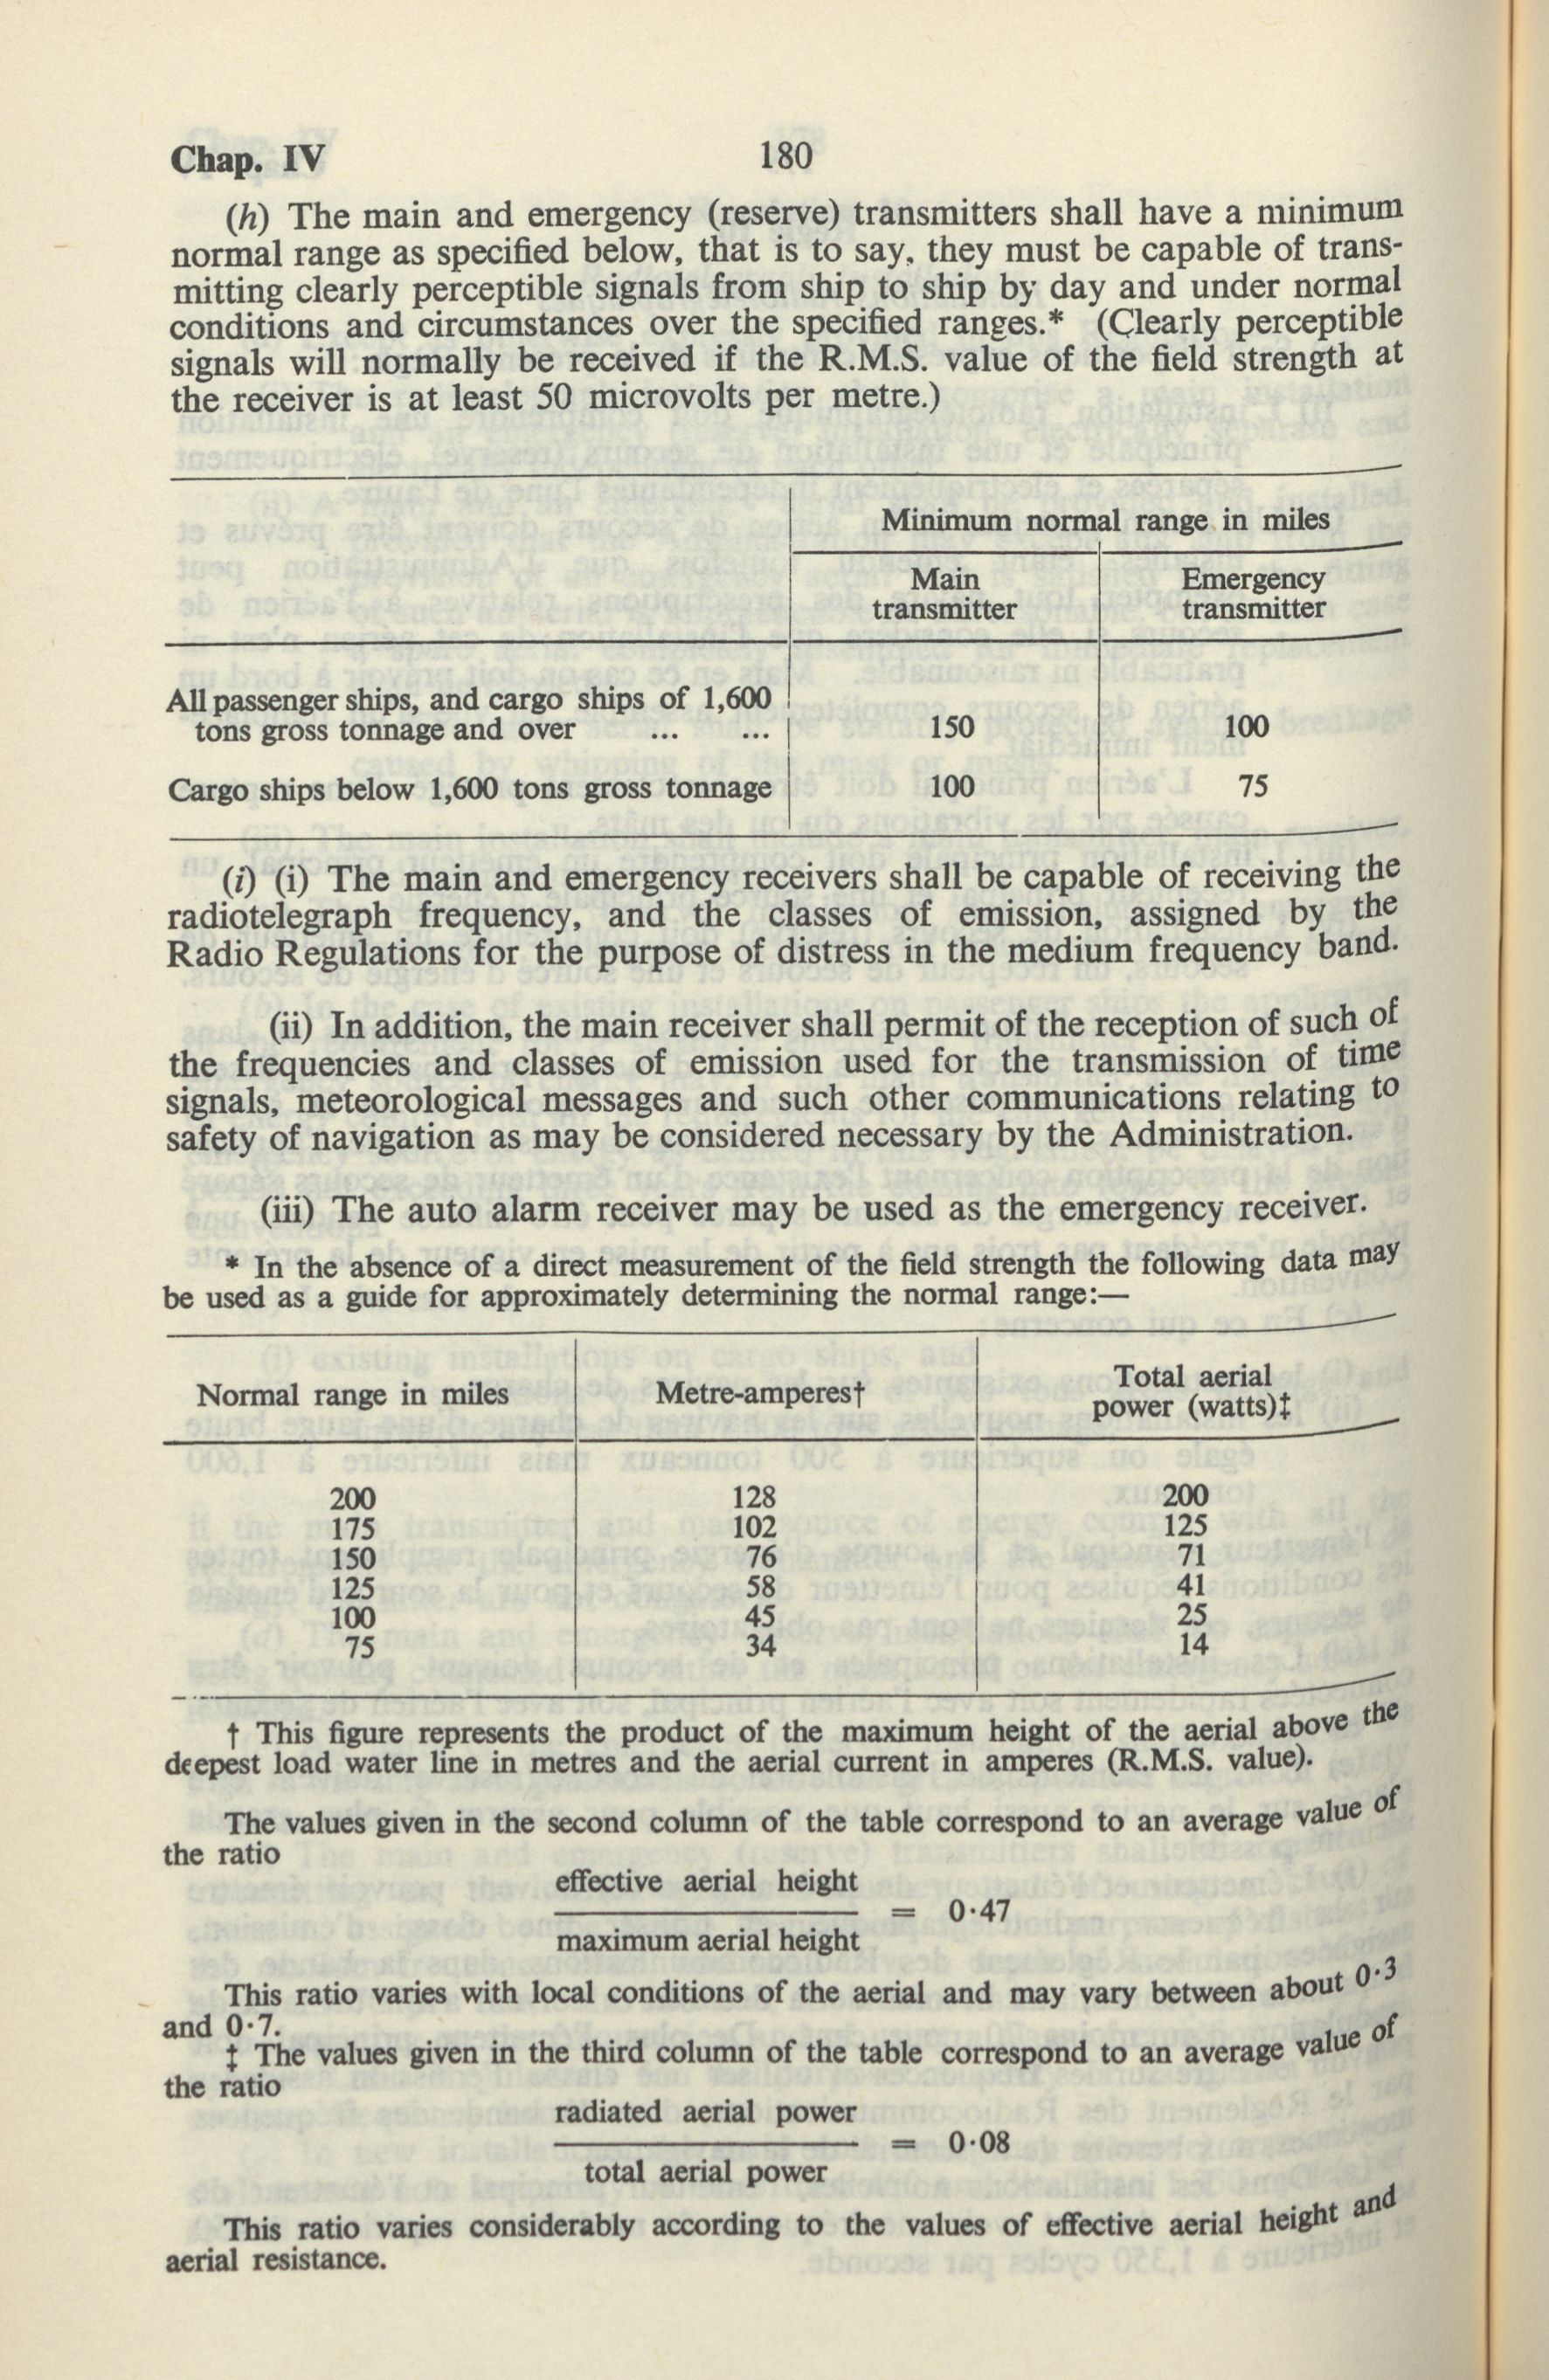 Chap. IV 180
(h) The main and emergency (reserve) transmitters shall have a minimum
normal range as specified below, that is to say, they must be capable of trans-
mitting clearly perceptible signals from ship to ship by day and under normal
conditions and circumstances over the specified ranges.* (Clearly perceptible
signals will normally be received if the R.M.S. value of the field strength at
the receiver is at least 50 microvolts per metre.)
Minimum normal range in miles
Main Emergency
transmitter transmitter
All passenger ships, and cargo ships of 1,600
tons gross tonnage and over ... ... 150 100
Cargo ships below 1,600 tons gross tonnage 100 75
(i) (i) The main and emergency receivers shall be capable of receiving the
radiotelegraph frequency, and the classes of emission, assigned by the
Radio Regulations for the purpose of distress in the medium frequency band.
(ii) In addition, the main receiver shall permit of the reception of such of
the frequencies and classes of emission used for the transmission of time
signals, meteorological messages and such other communications relating to
safety of navigation as may be considered necessary by the Administration.
(iii) The auto alarm receiver may be used as the emergency receiver.
* In the absence of a direct measurement of the field strength the following data may
be used as a guide for approximately determining the normal range:—
Total aerial
Normal range in miles Metre-amperes† power (watts)‡
200 128 200
175 102 125
150 76 71
125 58 41
100 45 25
75 34 14
† This figure represents the product of the maximum height of the aerial above the
deepest load water line in metres and the aerial current in amperes (R.M.S. value).
The values given in the second column of the table correspond to an average value of
the ratio
effective aerial height
= 0·47
maximum aerial height
This ratio varies with local conditions of the aerial and may vary between about 0·3
and 0·7.
‡ The values given in the third column of the table correspond to an average value of
the ratio
radiated aerial power
= 0·08
total aerial power
This ratio varies considerably according to the values of effective aerial height and
aerial resistance.